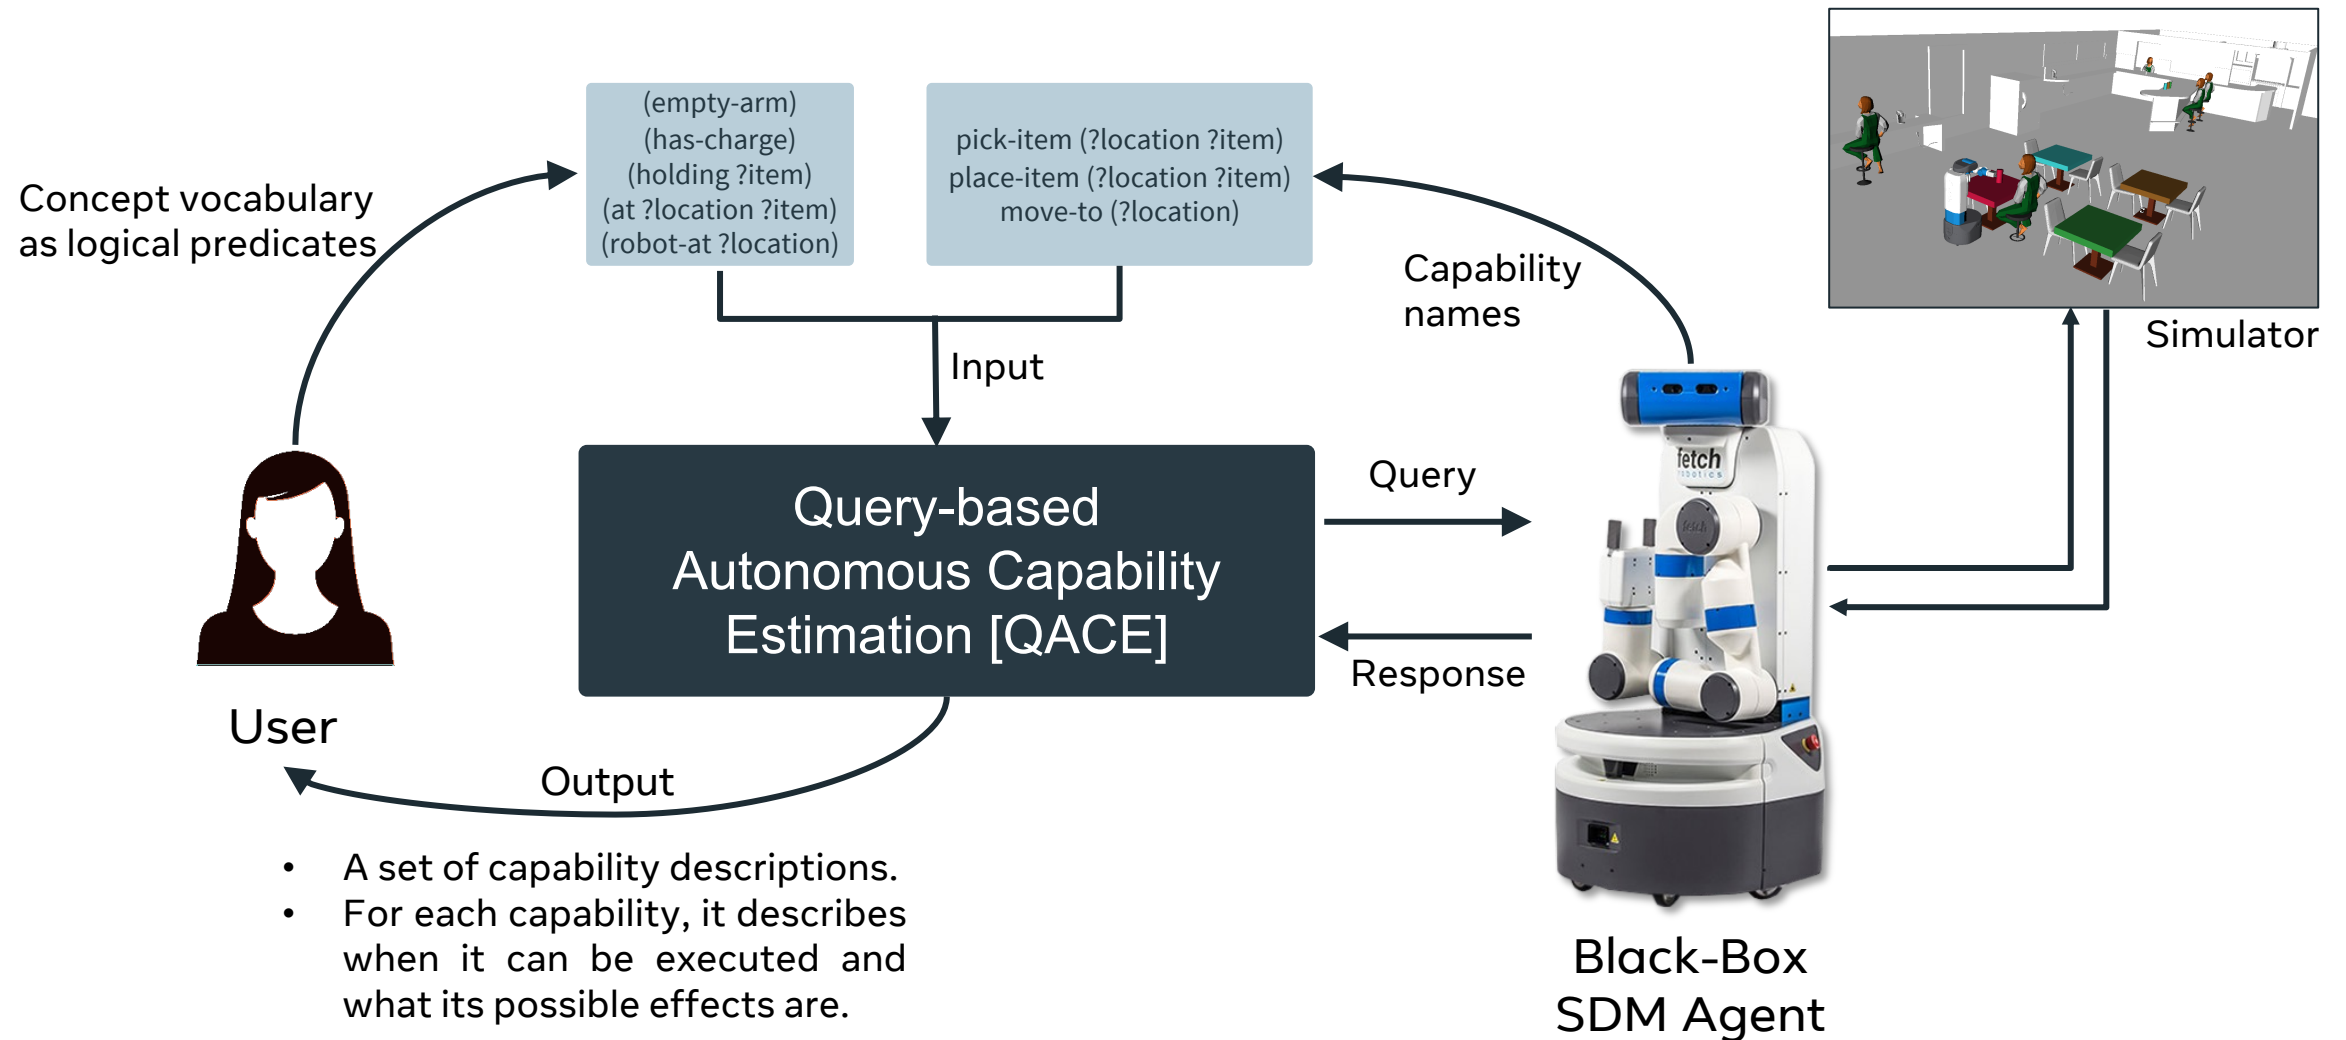 (empty-arm)
(has-charge)
(holding ?item)
(at ?location ?item)
(robot-at ?location)
pick-item (?location ?item)
place-item (?location ?item)
move-to (?location)
Concept vocabulary
as logical predicates
Capability
names
Simulator
Input
Query-based
Autonomous Capability
Estimation [QACE]
Query
Response
fetch
robotics
fetch
User
Output
• A set of capability descriptions.
• For each capability, it describes
when it can be executed and
what its possible effects are.
Black-Box
SDM Agent